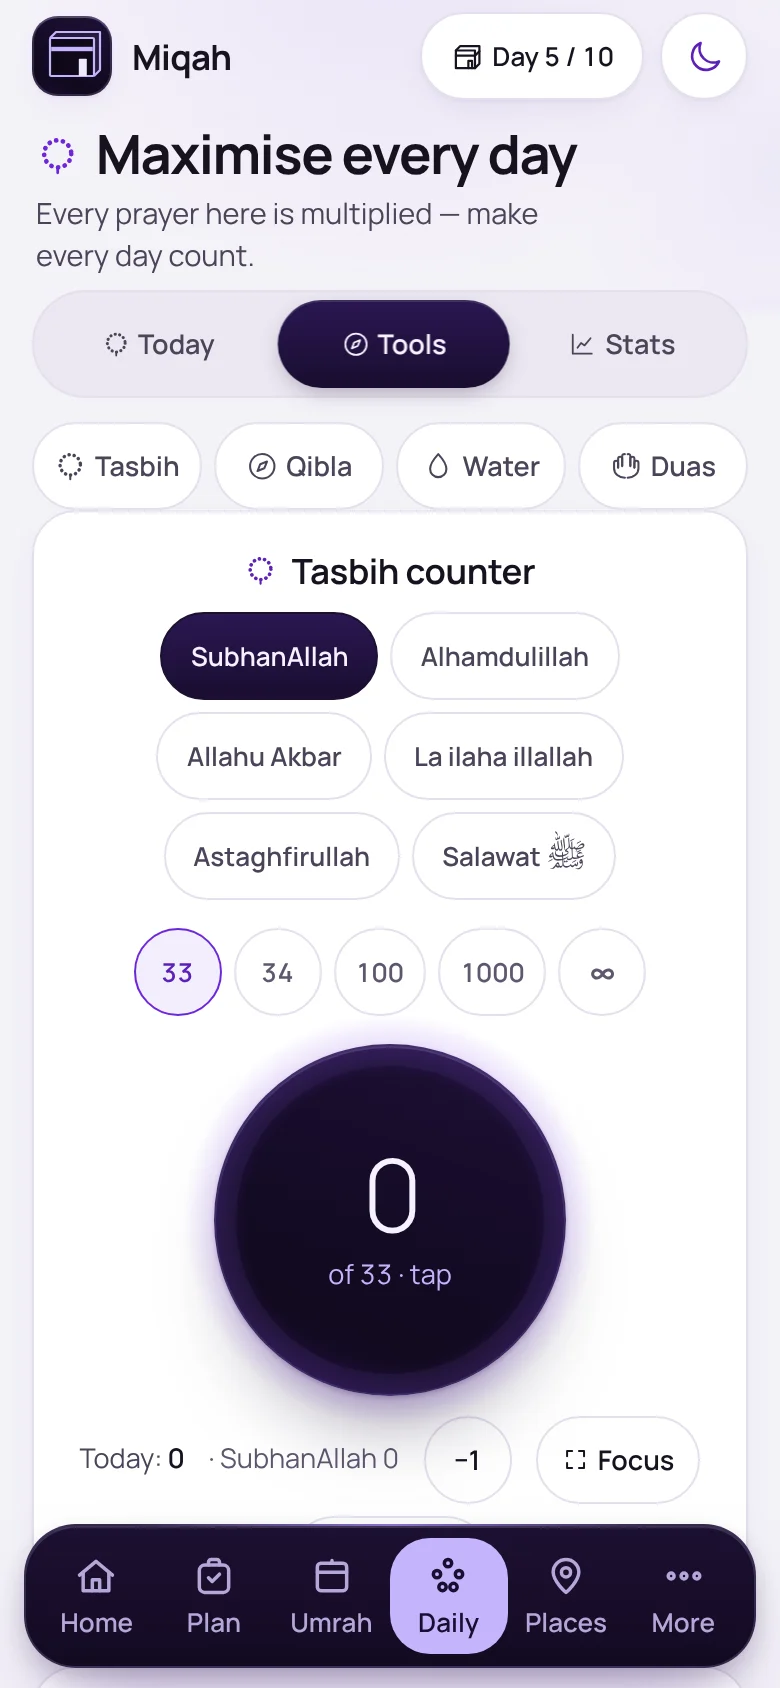 Miqah
Day 5 / 10
Maximise every day
Every prayer here is multiplied — make
every day count.
Today
Tools
Stats
Tasbih
Qibla
Water
Duas
Tasbih counter
SubhanAllah
Alhamdulillah
Allahu Akbar
La ilaha illallah
Astaghfirullah
Salawat ﷺ
33
34
100
1000
∞
0
of 33 · tap
Today: 0 · SubhanAllah 0
−1
Focus
Home
Plan
Umrah
Daily
Places
More